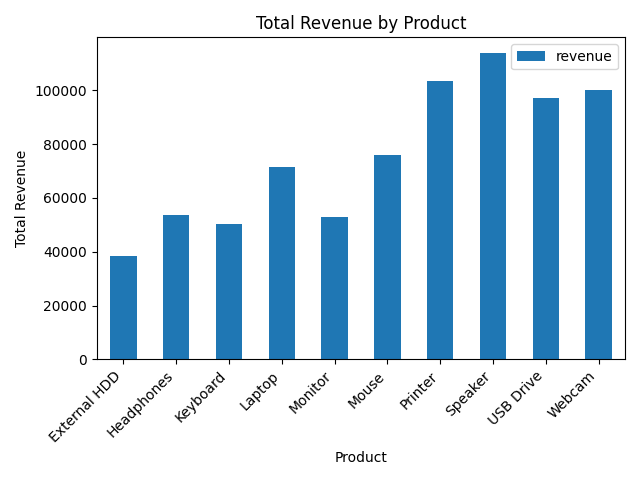 Total Revenue by Product
revenue
Total Revenue
100000
80000
60000
40000
20000
0
External HDD
Headphones
Keyboard
Laptop
Monitor
Mouse
Printer
Speaker
USB Drive
Webcam
Product